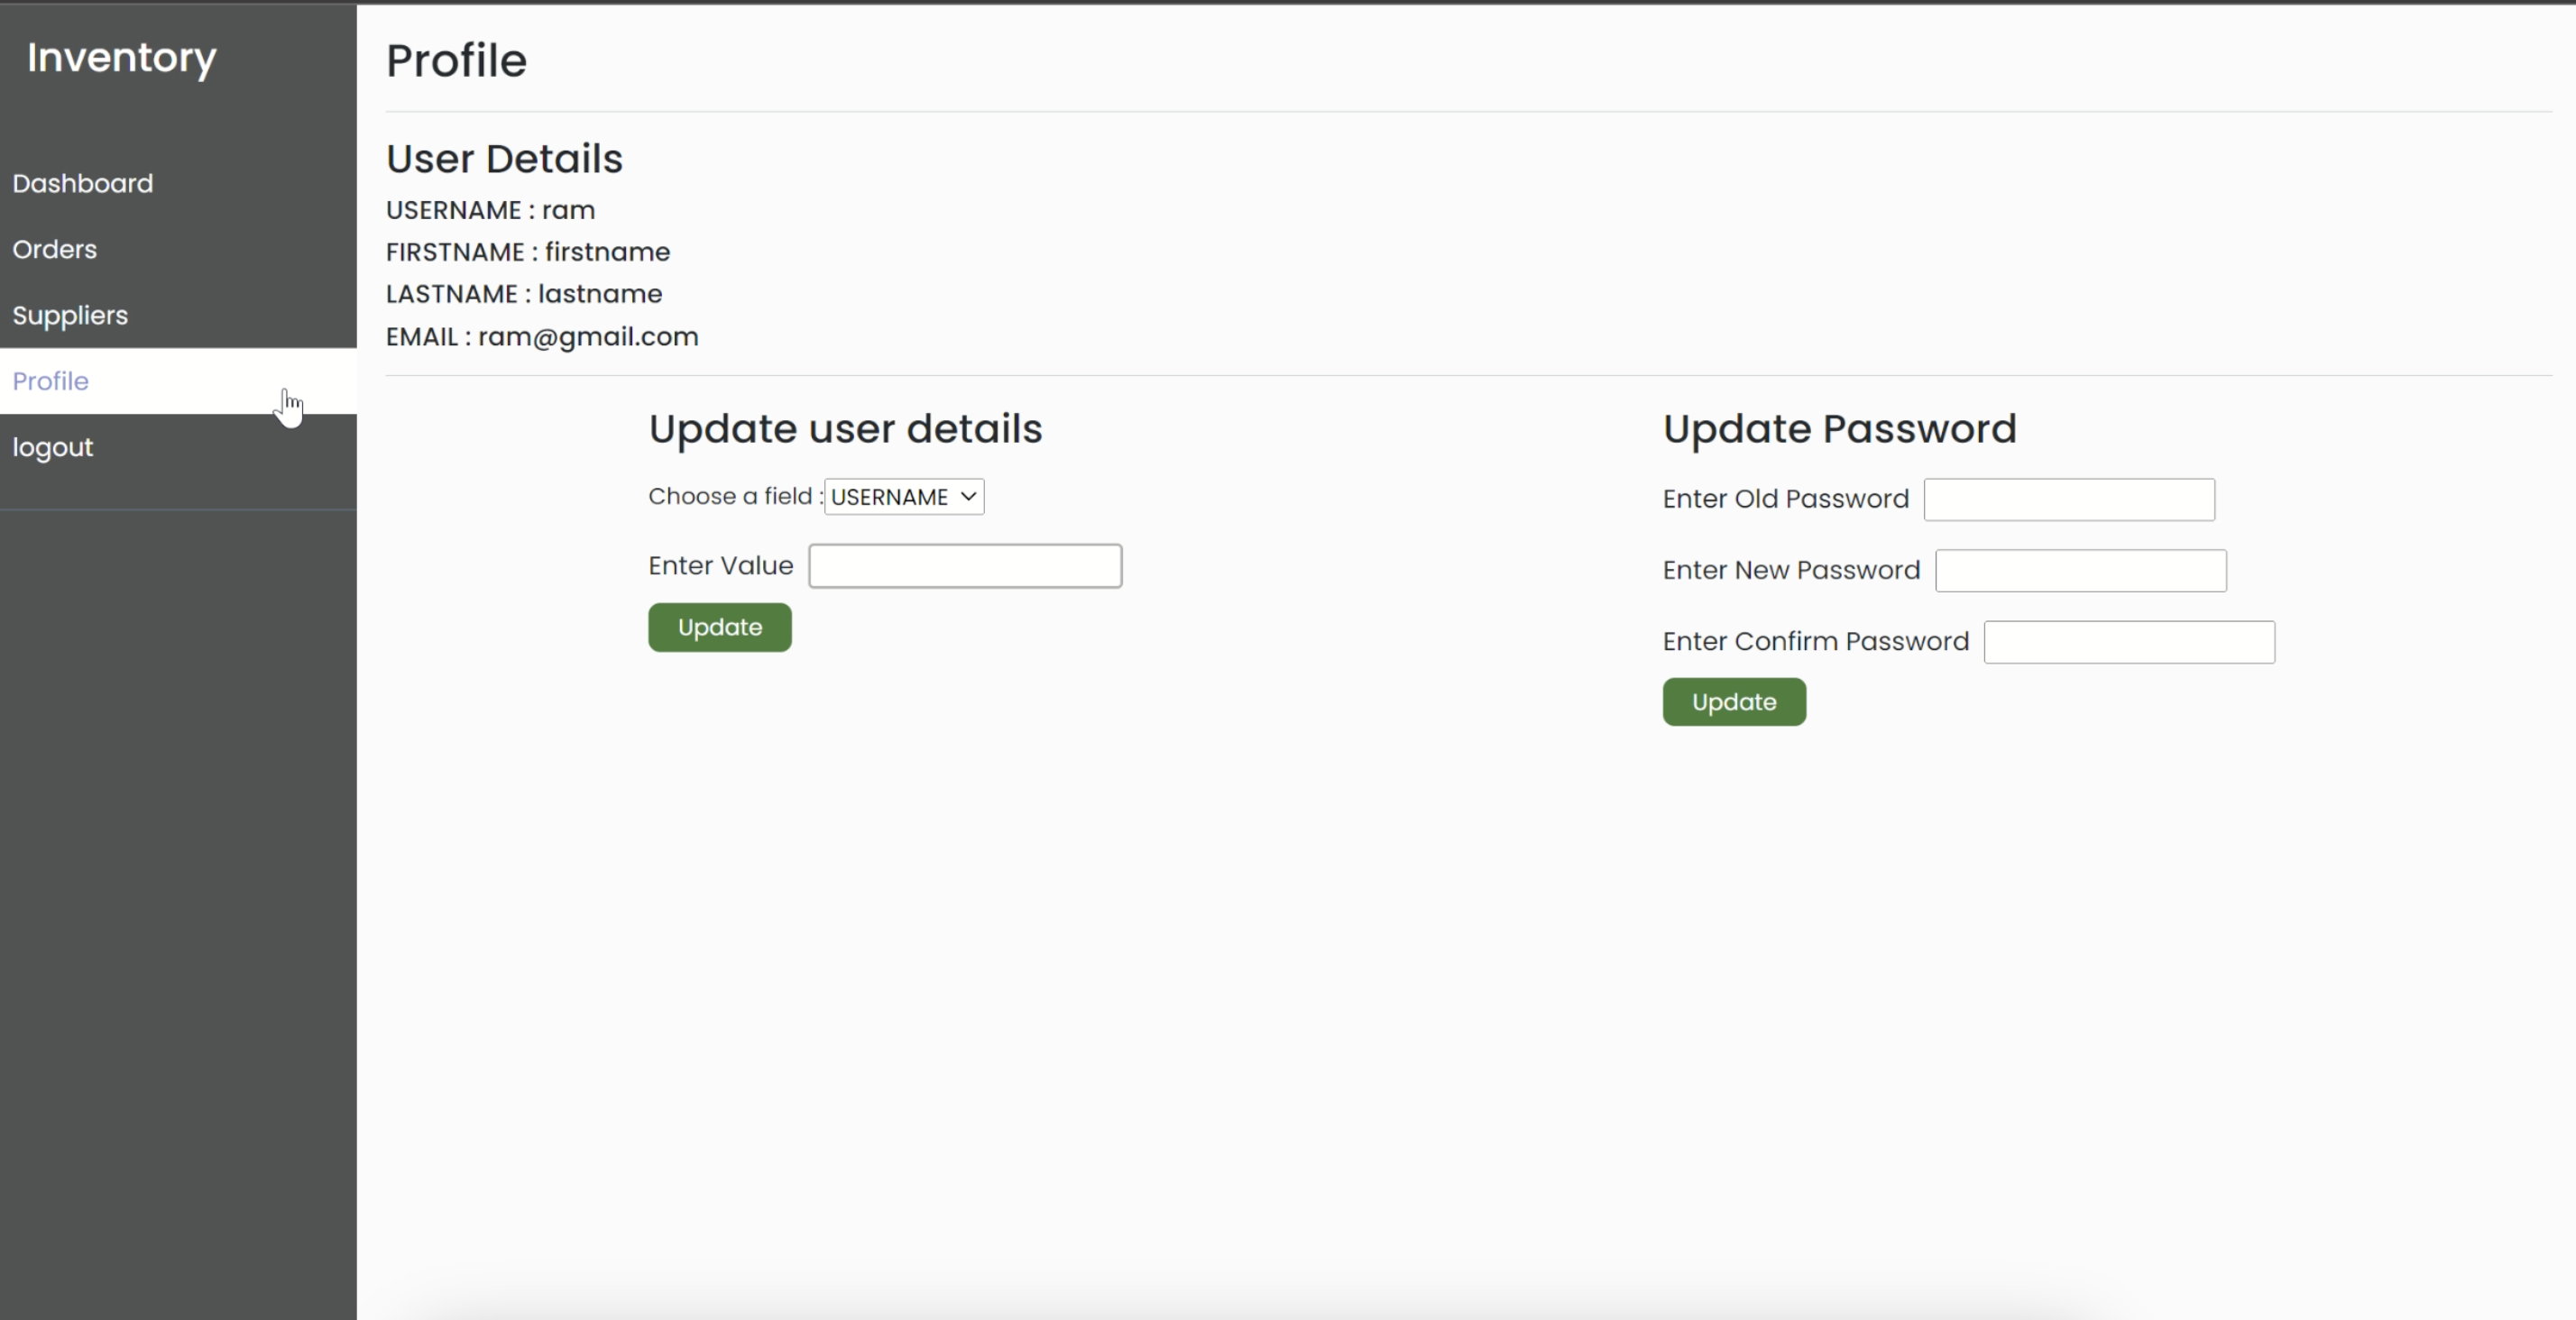 Inventory
Dashboard
Orders
Suppliers
Profile
logout
Profile
User Details
USERNAME : ram
FIRSTNAME : firstname
LASTNAME : lastname
EMAIL : ram@gmail.com
Update user details
Choose a field : USERNAME
Enter Value
Update
Update Password
Enter Old Password
Enter New Password
Enter Confirm Password
Update